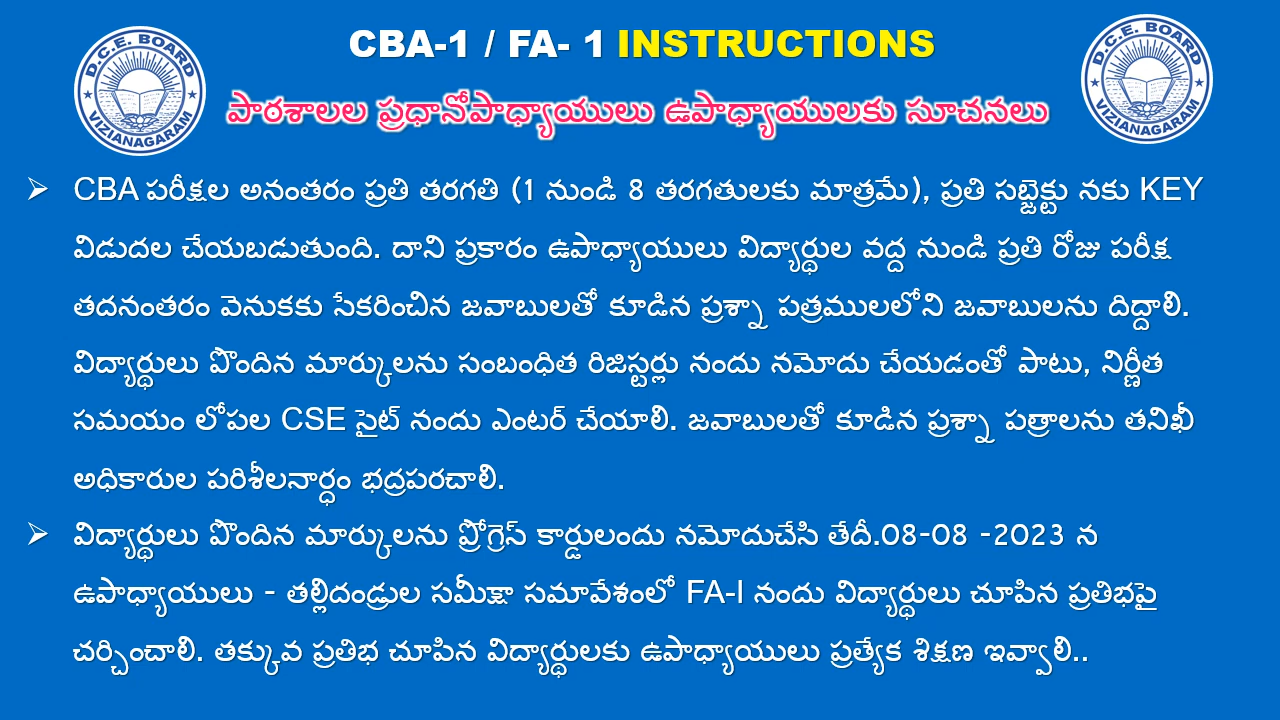 CBA-1 / FA- 1 INSTRUCTIONS
D.C.E. BOARD
VIZIANAGARAM
D.C.E. BOARD
VIZIANAGARAM
పాఠశాలల ప్రధానోపాధ్యాయులు ఉపాధ్యాయులకు సూచనలు
➢ CBA పరీక్షల అనంతరం ప్రతి తరగతి (1 నుండి 8 తరగతులకు మాత్రమే), ప్రతి సబ్జెక్టు నకు KEY
విడుదల చేయబడుతుంది. దాని ప్రకారం ఉపాధ్యాయులు విద్యార్థుల వద్ద నుండి ప్రతి రోజు పరీక్ష
తదనంతరం వెనుకకు సేకరించిన జవాబులతో కూడిన ప్రశ్నా పత్రములలోని జవాబులను దిద్దాలి.
విద్యార్థులు పొందిన మార్కులను సంబంధిత రిజిస్టర్లు నందు నమోదు చేయడంతో పాటు, నిర్ణీత
సమయం లోపల CSE సైట్ నందు ఎంటర్ చేయాలి. జవాబులతో కూడిన ప్రశ్నా పత్రాలను తనిఖీ
అధికారుల పరిశీలనార్ధం భద్రపరచాలి.
➢ విద్యార్థులు పొందిన మార్కులను ప్రోగ్రెస్ కార్డులందు నమోదుచేసి తేదీ.08-08 -2023 న
ఉపాధ్యాయులు - తల్లిదండ్రుల సమీక్షా సమావేశంలో FA-I నందు విద్యార్థులు చూపిన ప్రతిభపై
చర్చించాలి. తక్కువ ప్రతిభ చూపిన విద్యార్థులకు ఉపాధ్యాయులు ప్రత్యేక శిక్షణ ఇవ్వాలి..